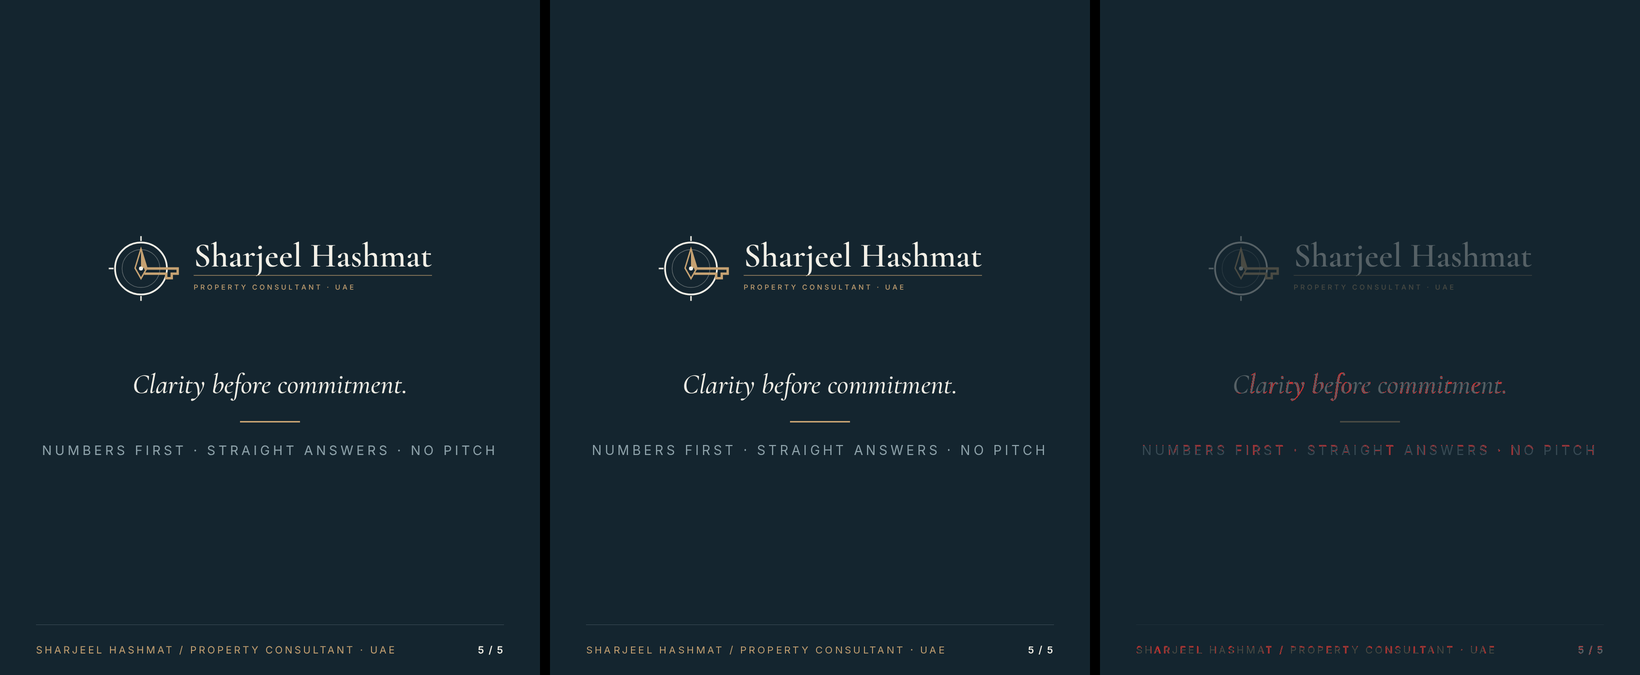 Sharjeel Hashmat
PROPERTY CONSULTANT · UAE
Clarity before commitment.
NUMBERS FIRST · STRAIGHT ANSWERS · NO PITCH
SHARJEEL HASHMAT / PROPERTY CONSULTANT · UAE
5 / 5
Sharjeel Hashmat
PROPERTY CONSULTANT · UAE
Clarity before commitment.
NUMBERS FIRST · STRAIGHT ANSWERS · NO PITCH
SHARJEEL HASHMAT / PROPERTY CONSULTANT · UAE
5 / 5
Sharjeel Hashmat
PROPERTY CONSULTANT · UAE
Clarity before commitment.
NUMBERS FIRST · STRAIGHT ANSWERS · NO PITCH
SHARJEEL HASHMAT / PROPERTY CONSULTANT · UAE
5 / 5